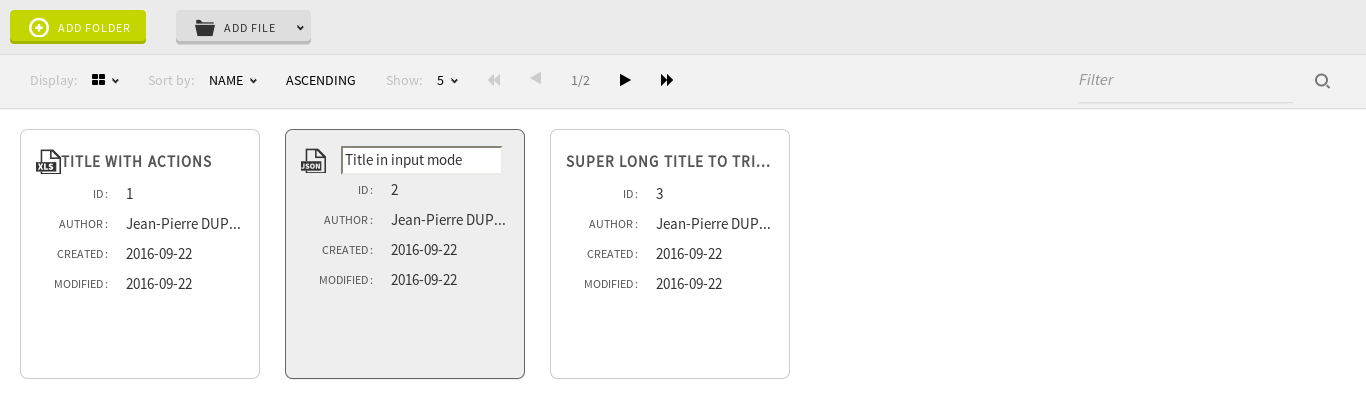 ADD FOLDER ADD FILE
Display: Sort by: NAME ASCENDING Show: 5 1/2 Filter
XLS TITLE WITH ACTIONS
ID: 1
AUTHOR: Jean-Pierre DUP...
CREATED: 2016-09-22
MODIFIED: 2016-09-22
JSON Title in input mode
ID: 2
AUTHOR: Jean-Pierre DUP...
CREATED: 2016-09-22
MODIFIED: 2016-09-22
SUPER LONG TITLE TO TRI...
ID: 3
AUTHOR: Jean-Pierre DUP...
CREATED: 2016-09-22
MODIFIED: 2016-09-22